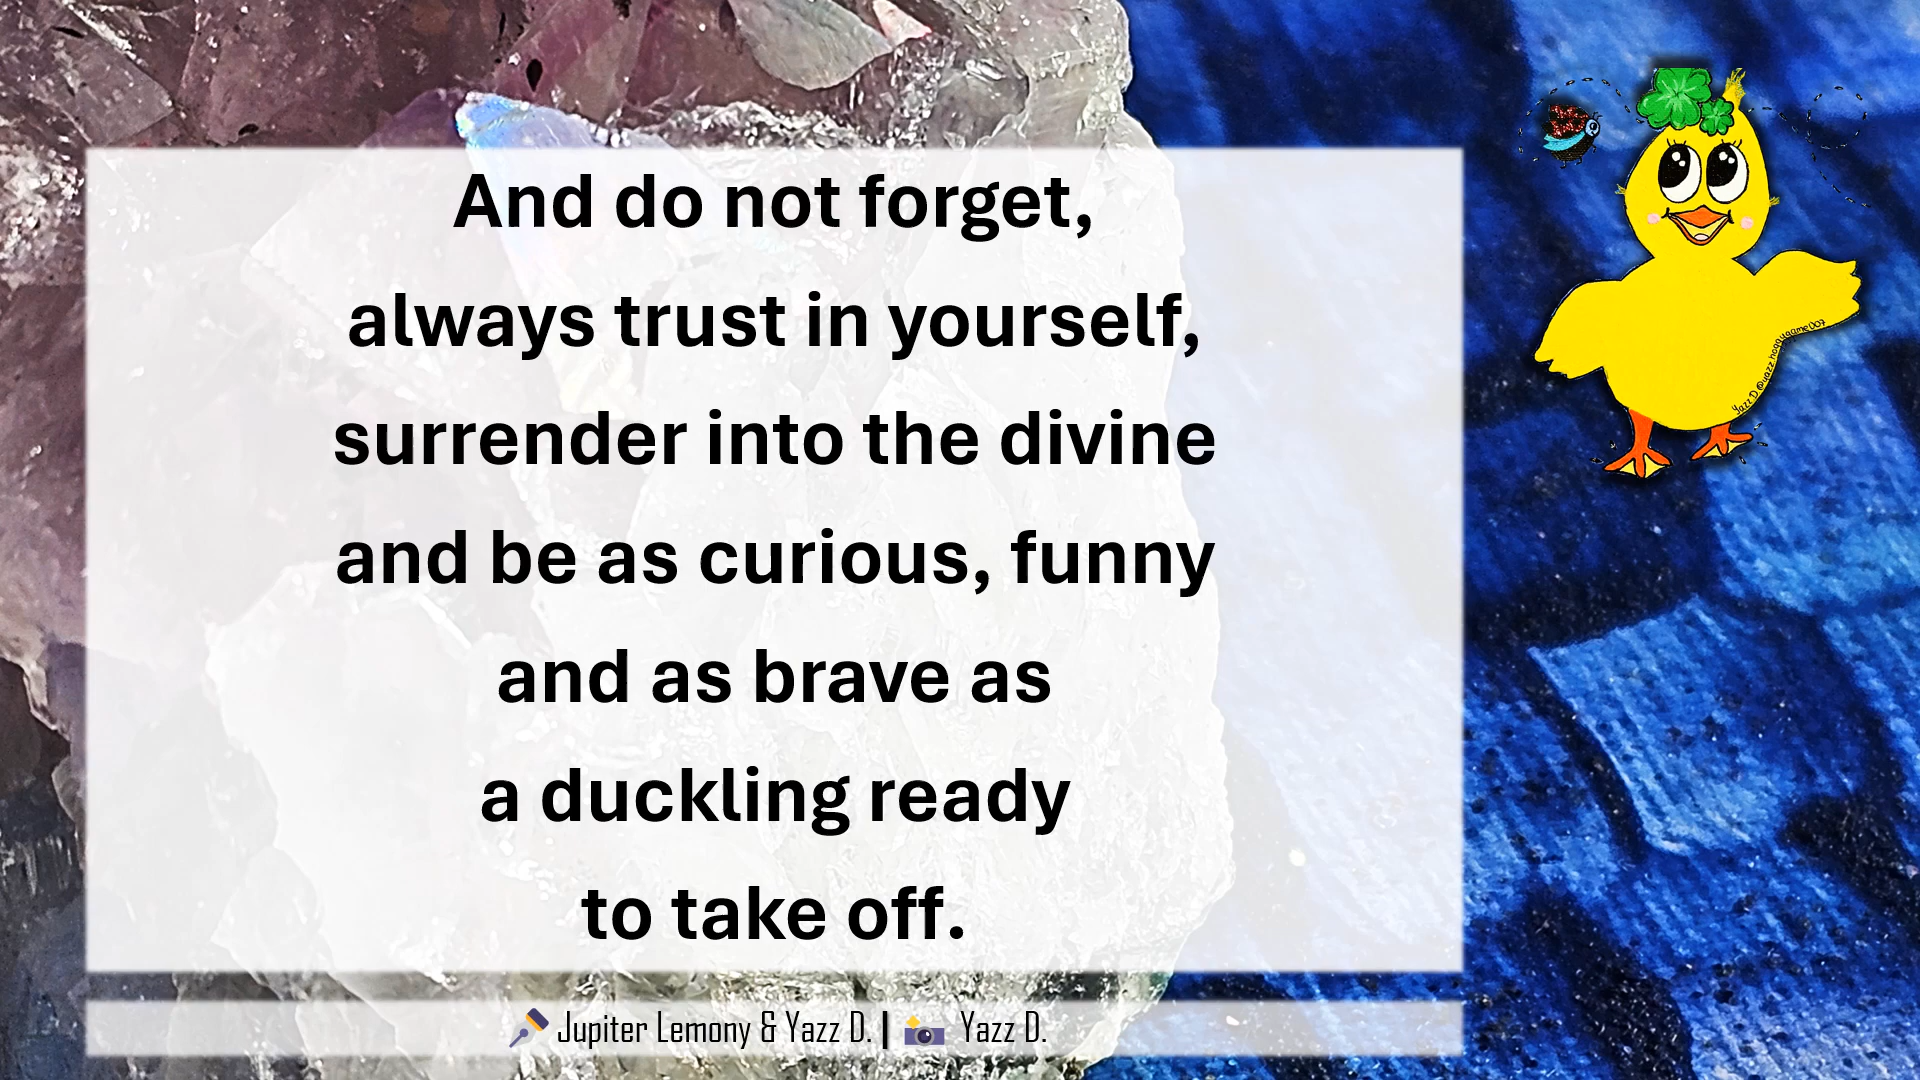 And do not forget,
always trust in yourself,
surrender into the divine
and be as curious, funny
and as brave as
a duckling ready
to take off.
Jupiter Lemony & Yazz D. | Yazz D.
Yazz D